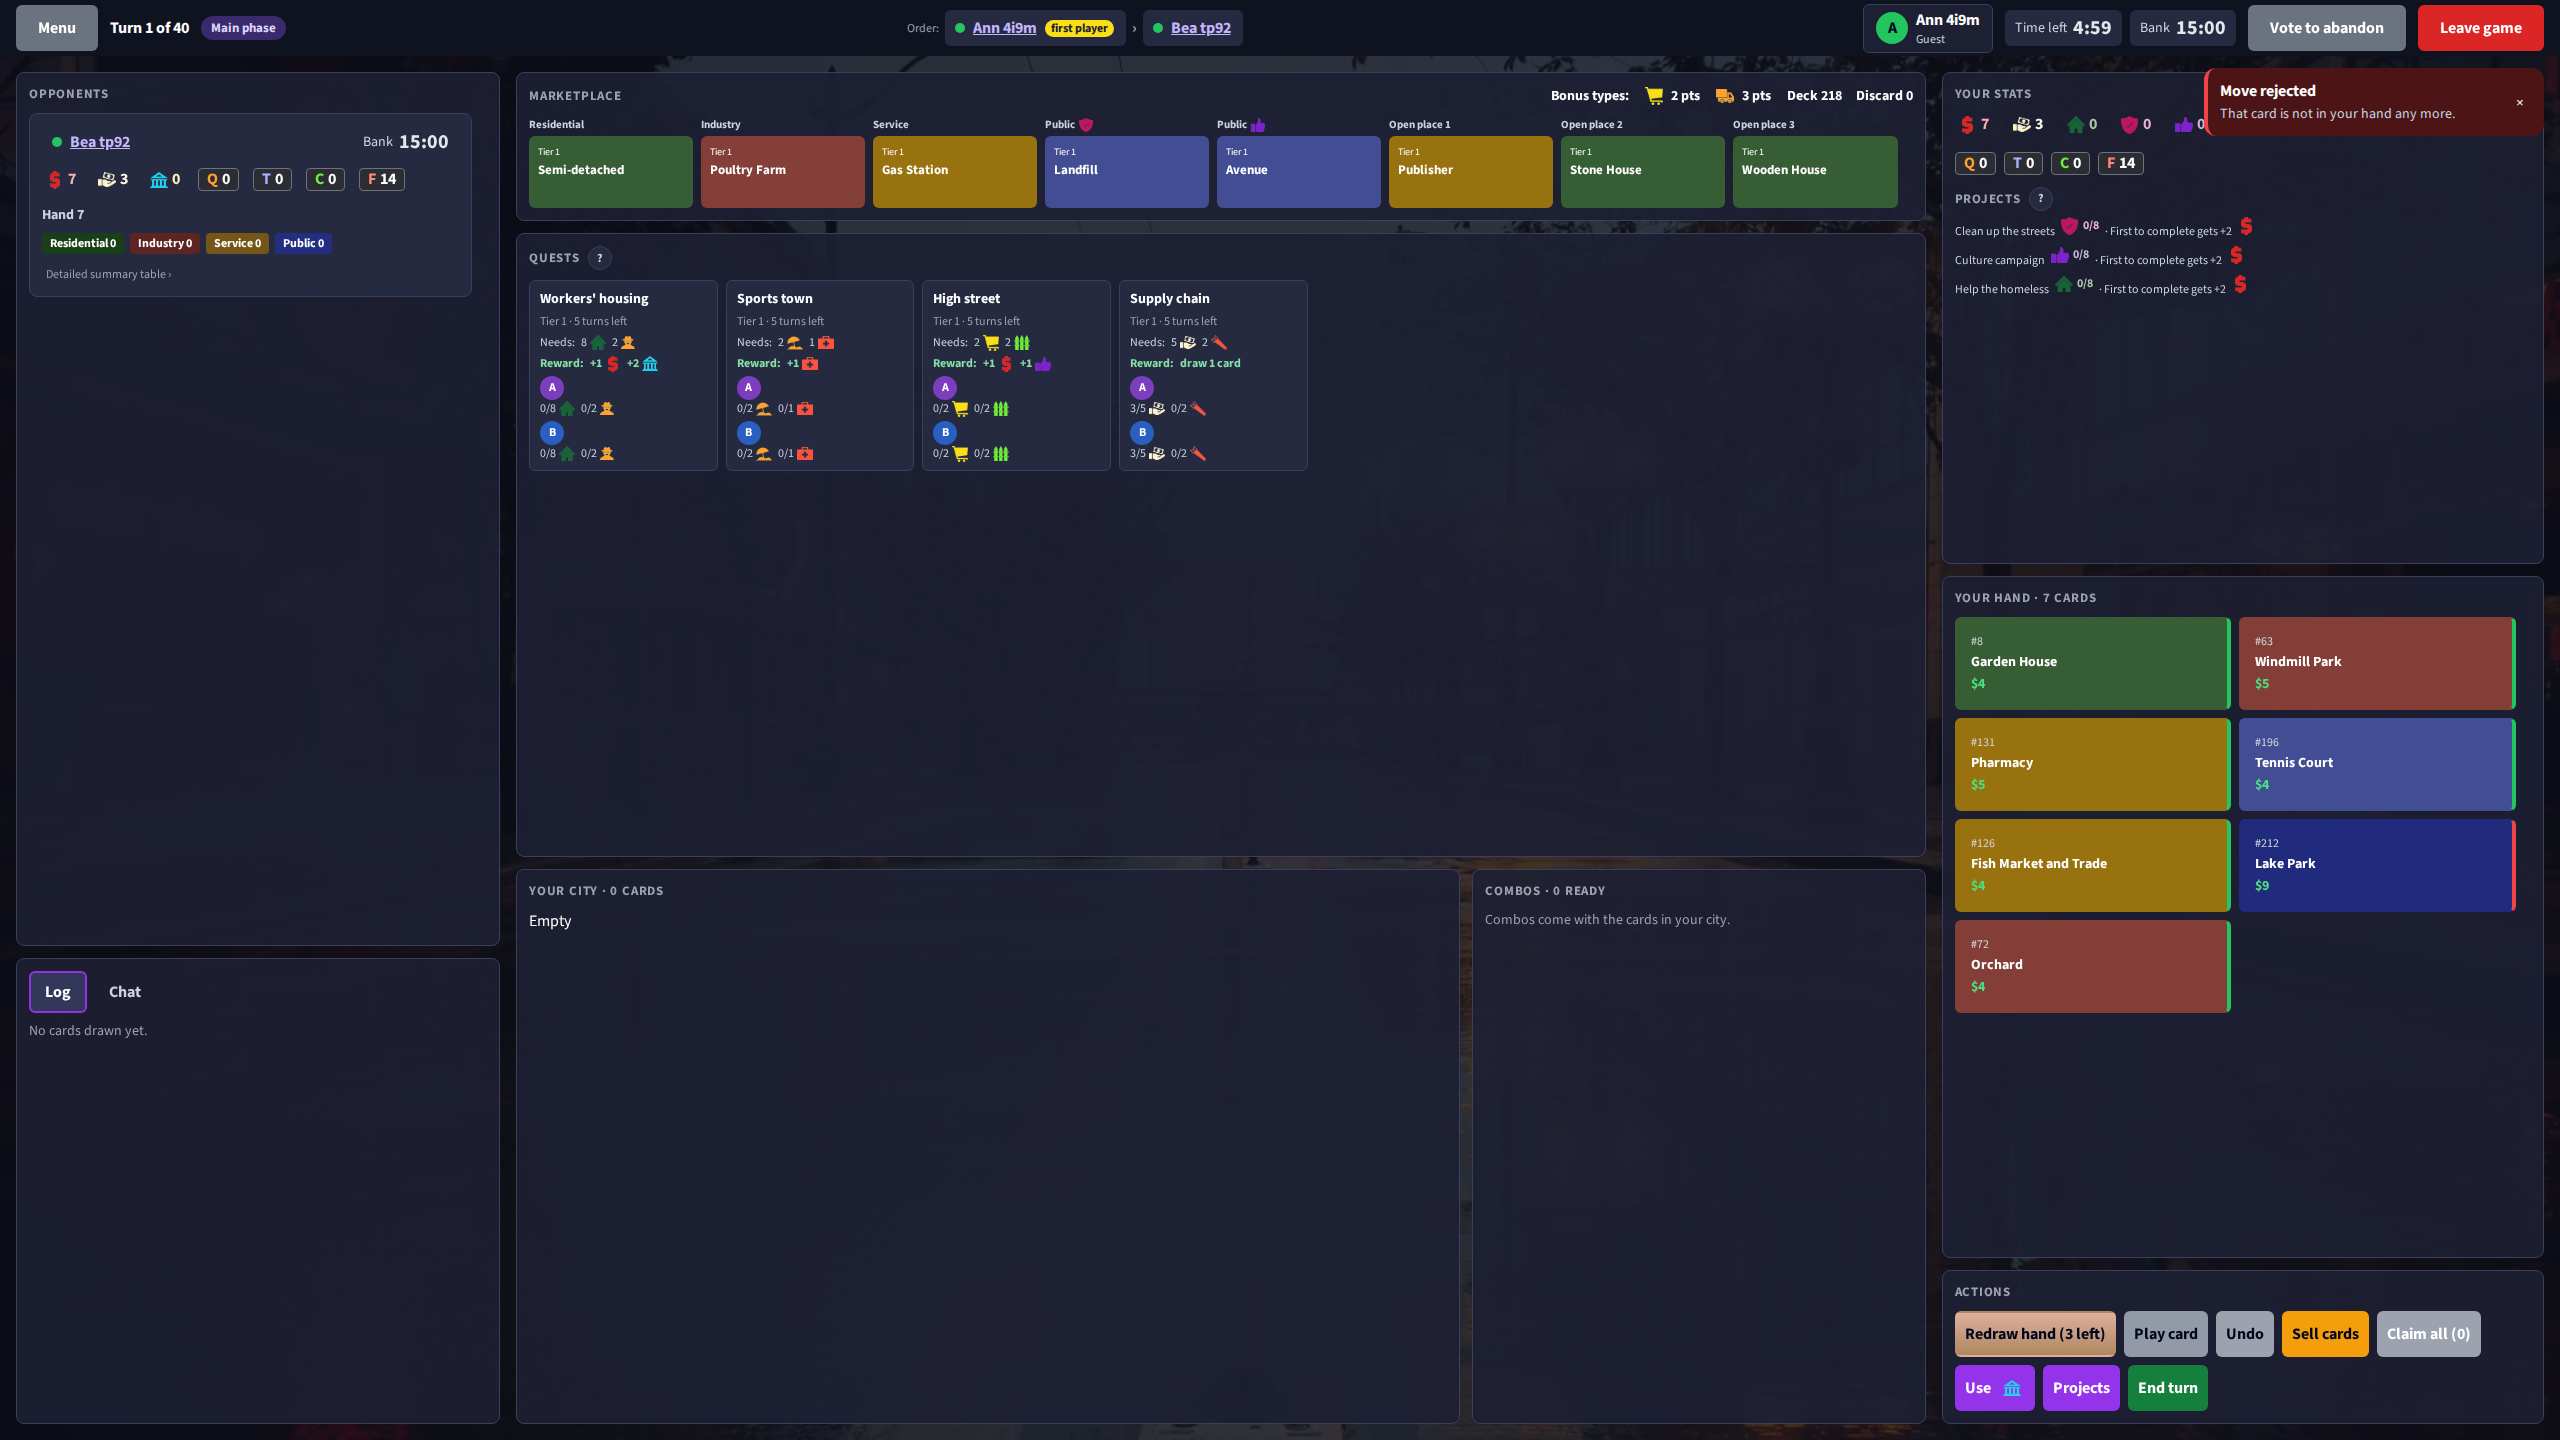 Menu
Turn 1 of 40
Main phase
Order:
Ann 4i9m
first player
›
Bea tp92
A
Ann 4i9m
Guest
Time left 4:59
Bank 15:00
Vote to abandon
Leave game
OPPONENTS
Bea tp92
Bank 15:00
7 3 0 Q 0 T 0 C 0 F 14
Hand 7
Residential 0 Industry 0 Service 0 Public 0
Detailed summary table ›
Log
Chat
No cards drawn yet.
MARKETPLACE
Bonus types: 2 pts 3 pts Deck 218 Discard 0
Residential
Tier 1
Semi-detached
Industry
Tier 1
Poultry Farm
Service
Tier 1
Gas Station
Public
Tier 1
Landfill
Public
Tier 1
Avenue
Open place 1
Tier 1
Publisher
Open place 2
Tier 1
Stone House
Open place 3
Tier 1
Wooden House
QUESTS ?
Workers' housing
Tier 1 · 5 turns left
Needs: 8 2
Reward: +1 +2
A
0/8 0/2
B
0/8 0/2
Sports town
Tier 1 · 5 turns left
Needs: 2 1
Reward: +1
A
0/2 0/1
B
0/2 0/1
High street
Tier 1 · 5 turns left
Needs: 2 2
Reward: +1 +1
A
0/2 0/2
B
0/2 0/2
Supply chain
Tier 1 · 5 turns left
Needs: 5 2
Reward: draw 1 card
A
3/5 0/2
B
3/5 0/2
YOUR CITY · 0 CARDS
Empty
COMBOS · 0 READY
Combos come with the cards in your city.
YOUR STATS
7 3 0 0 0
Move rejected
That card is not in your hand any more.
×
Q 0 T 0 C 0 F 14
PROJECTS ?
Clean up the streets 0/8 · First to complete gets +2
Culture campaign 0/8 · First to complete gets +2
Help the homeless 0/8 · First to complete gets +2
YOUR HAND · 7 CARDS
#8
Garden House
$4
#63
Windmill Park
$5
#131
Pharmacy
$5
#196
Tennis Court
$4
#126
Fish Market and Trade
$4
#212
Lake Park
$9
#72
Orchard
$4
ACTIONS
Redraw hand (3 left)
Play card
Undo
Sell cards
Claim all (0)
Use
Projects
End turn